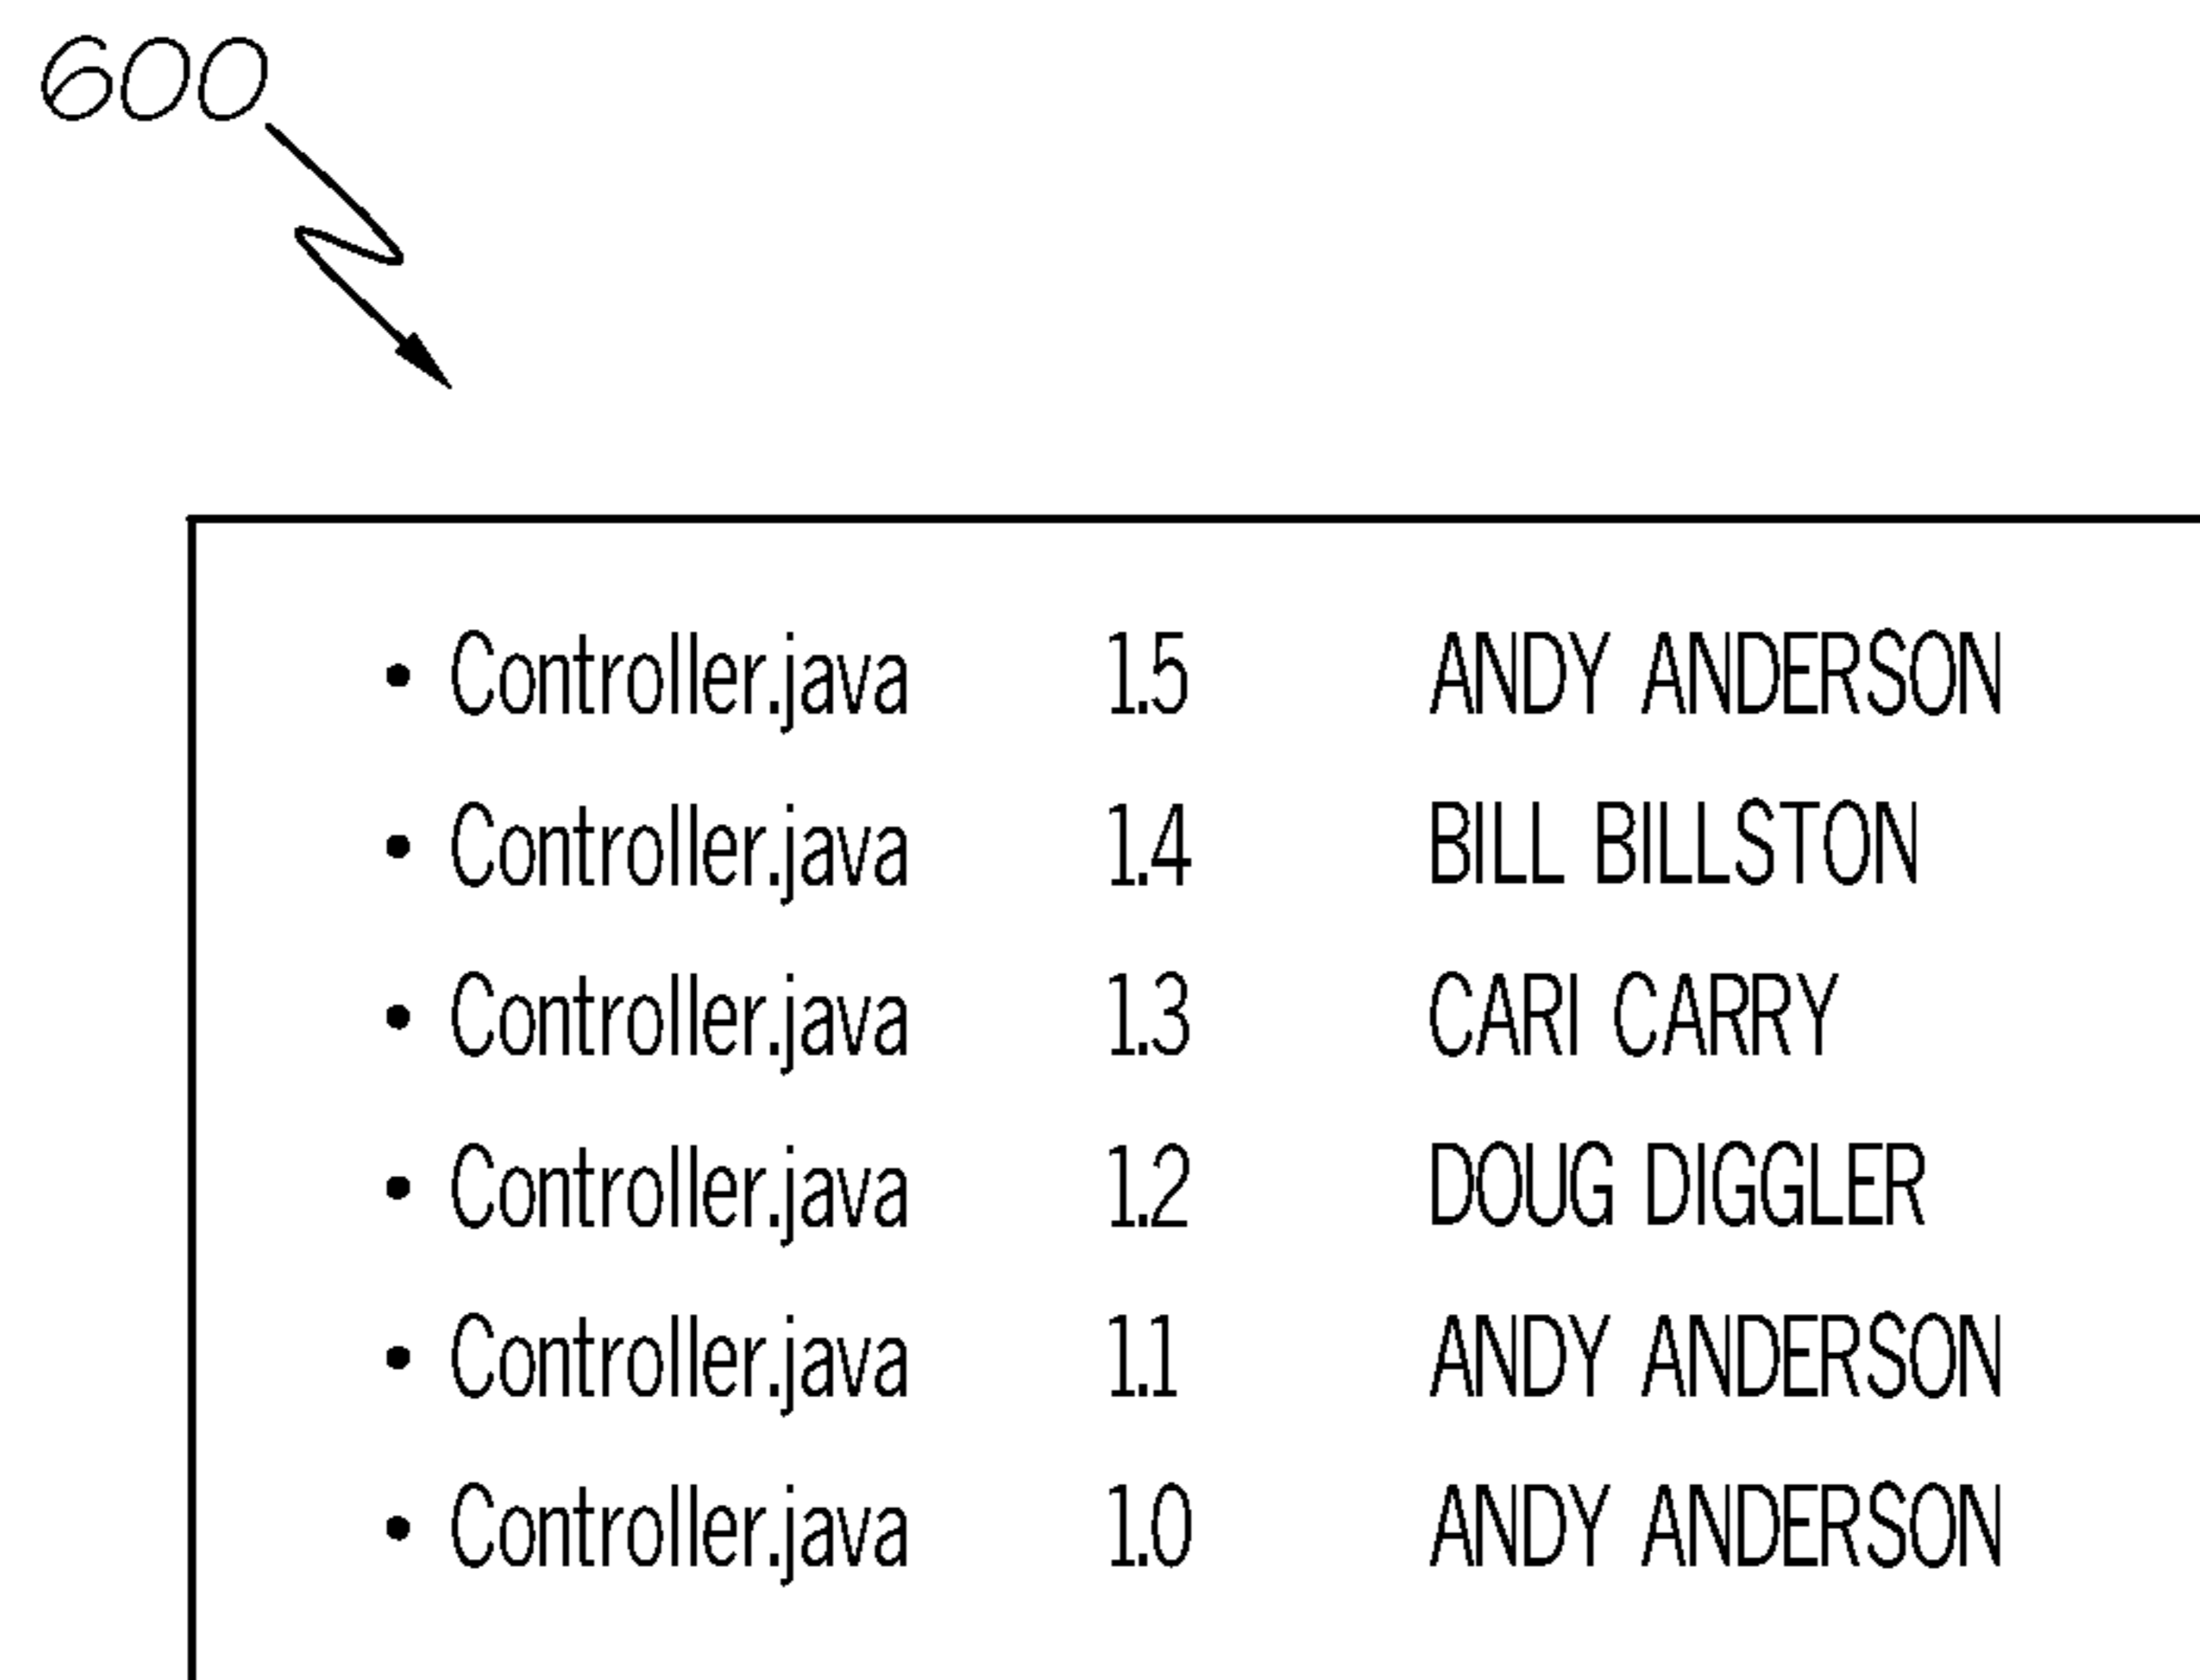 600
• Controller.java 1.5 ANDY ANDERSON
• Controller.java 1.4 BILL BILLSTON
• Controller.java 1.3 CARI CARRY
• Controller.java 1.2 DOUG DIGGLER
• Controller.java 1.1 ANDY ANDERSON
• Controller.java 1.0 ANDY ANDERSON